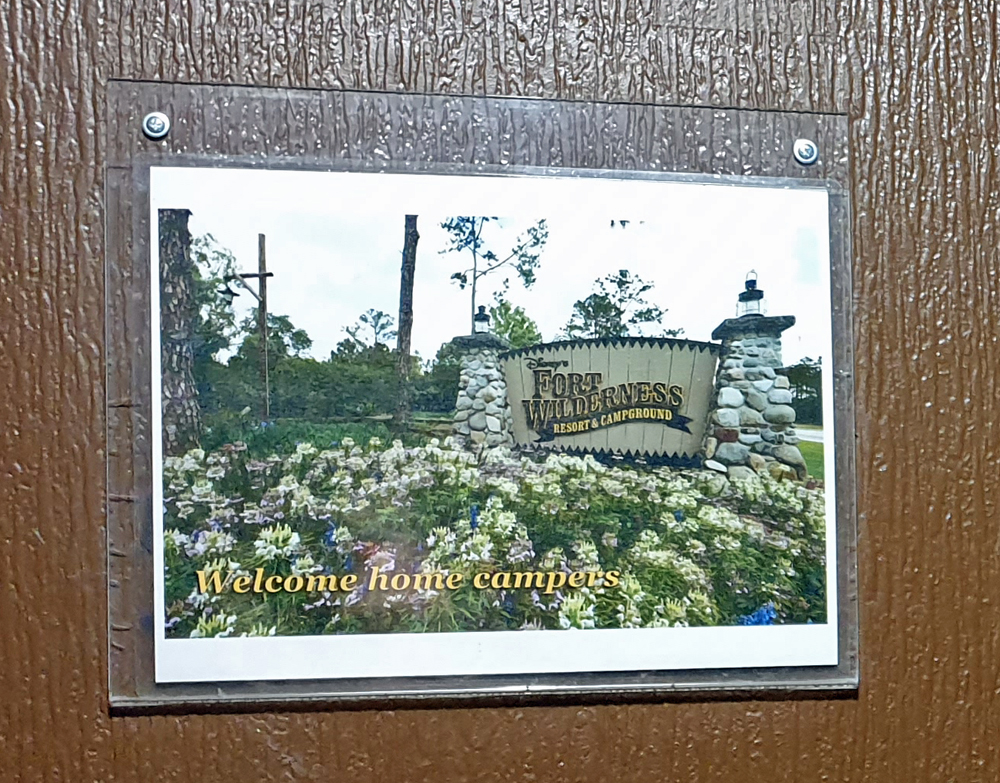 Disney's
FORT
WILDERNESS
RESORT & CAMPGROUND
Welcome home campers